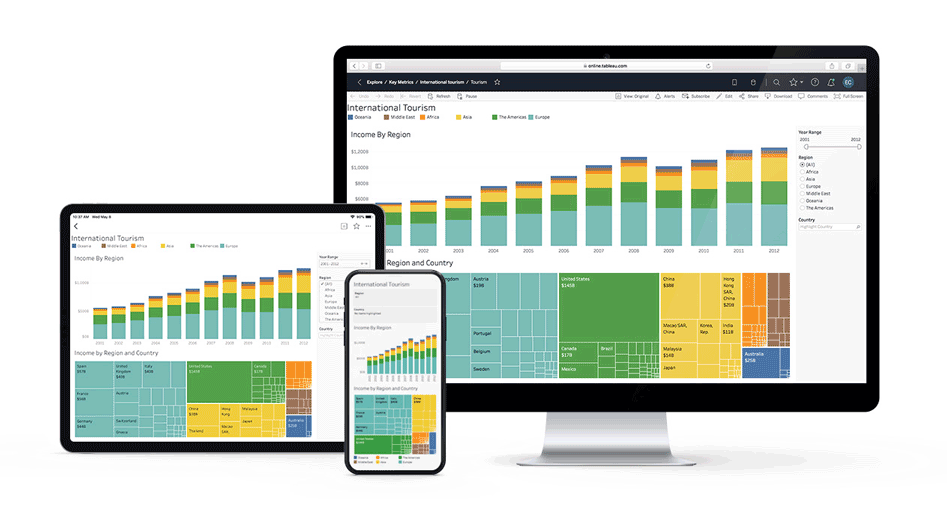 online.tableau.com
Explore / Key Metrics / International tourism / Tourism
EC
Undo Redo Revert Refresh Pause View: Original Alerts Subscribe Edit Share Download Comments Full Screen
International Tourism
Oceania Middle East Africa Asia The Americas Europe
Income By Region
$1,200B
$1,000B
$800B
$600B
2002 2003 2004 2005 2006 2007 2008 2009 2010 2011 2012
Year Range
2001 2012
Region
(All)
Africa
Asia
Europe
Middle East
Oceania
The Americas
Country
Highlight Country
Region and Country
Austria
$19B
Portugal
Belgium
Sweden
United States
Canada
$17B
Brazil
Mexico
China
Macao SAR,
China
Malaysia
$14B
Japan
Hong
Kong
SAR,
China
Korea,
Rep.
India
$11B
Australia
$25B
10:37 AM Wed May 8
International Tourism
Oceania Middle East Africa Asia The Americas Europe
Income By Region
$1,000B
$500B
$0B
2001 2002 2003 2004 2005 2006 2007 2008 2009 2010 2011 2012
Year Range
2001 - 2012
Region
(All)
Africa
Asia
Europe
Middle East
Oceania
The Americas
Country
Income by Region and Country
Spain
France
Germany
United
Kingdom
Austria
Switzerland
Greece
Italy
United States
Canada
$17B
China
Thailand
Hong
Kong
Macao
SAR
Malaysia
Australia
International Tourism
Region
Country
Income By Region
Income by Region and Country
Oceania Africa The Americas
Middle East Asia Europe